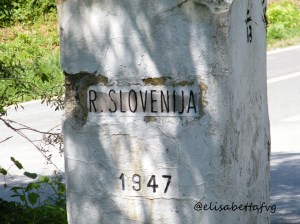 R. SLOVENIJA
1947
@elisabettafvg